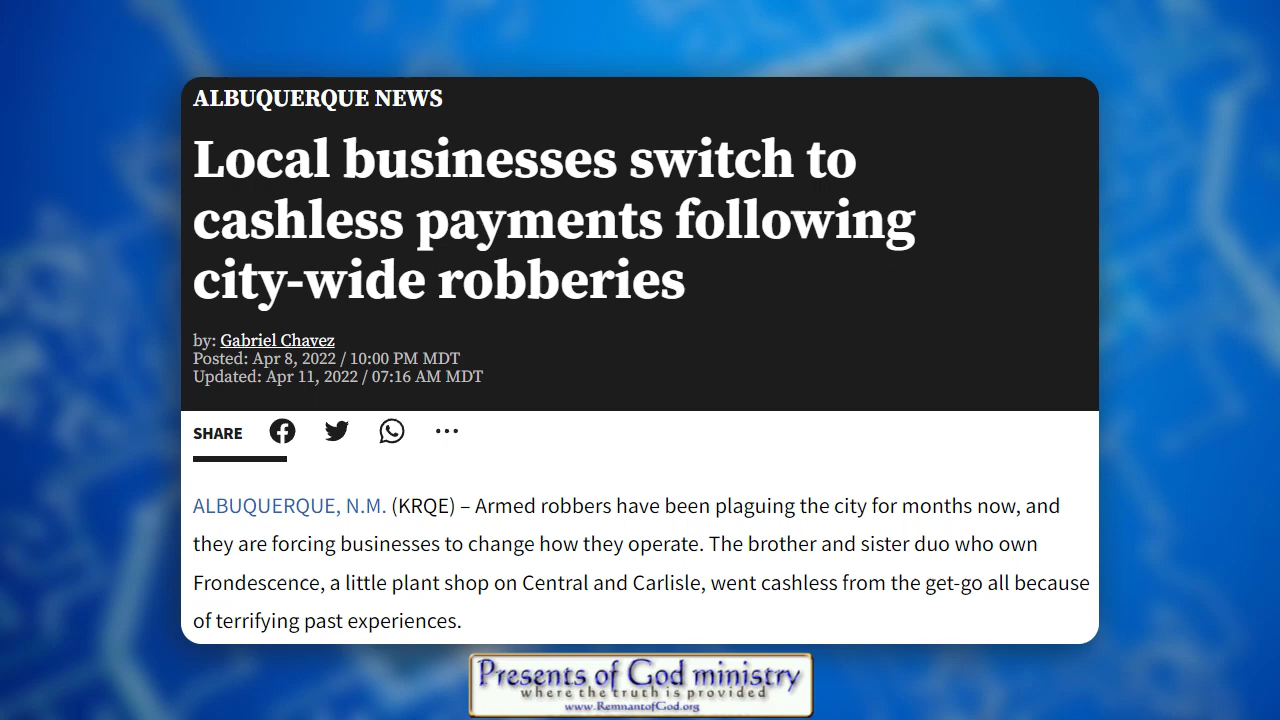 ALBUQUERQUE NEWS
Local businesses switch to
cashless payments following
city-wide robberies
by: Gabriel Chavez
Posted: Apr 8, 2022 / 10:00 PM MDT
Updated: Apr 11, 2022 / 07:16 AM MDT
SHARE
ALBUQUERQUE, N.M. (KRQE) – Armed robbers have been plaguing the city for months now, and
they are forcing businesses to change how they operate. The brother and sister duo who own
Frondescence, a little plant shop on Central and Carlisle, went cashless from the get-go all because
of terrifying past experiences.
Presents of God ministry
where the truth is provided
www.RemnantofGod.org